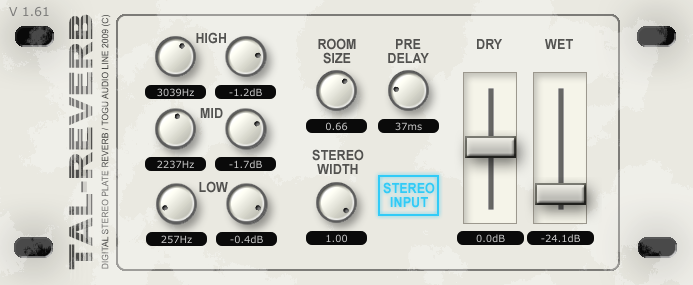 V 1.61
TAL-REVERB
DIGITAL STEREO PLATE REVERB / TOGU AUDIO LINE 2009 (C)
HIGH
3039Hz
-1.2dB
MID
2237Hz
-1.7dB
LOW
257Hz
-0.4dB
ROOM
SIZE
0.66
PRE
DELAY
37ms
STEREO
WIDTH
1.00
STEREO
INPUT
DRY
0.0dB
WET
-24.1dB